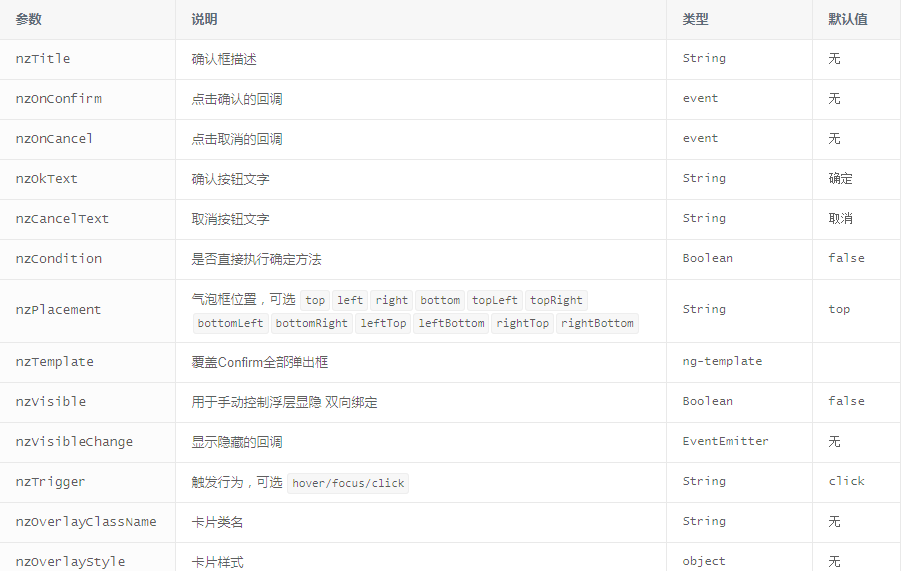 参数 说明 类型 默认值
nzTitle 确认框描述 String 无
nzOnConfirm 点击确认的回调 event 无
nzOnCancel 点击取消的回调 event 无
nzOkText 确认按钮文字 String 确定
nzCancelText 取消按钮文字 String 取消
nzCondition 是否直接执行确定方法 Boolean false
nzPlacement 气泡框位置，可选 top left right bottom topLeft topRight String top
bottomLeft bottomRight leftTop leftBottom rightTop rightBottom
nzTemplate 覆盖Confirm全部弹出框 ng-template
nzVisible 用于手动控制浮层显隐 双向绑定 Boolean false
nzVisibleChange 显示隐藏的回调 EventEmitter 无
nzTrigger 触发行为，可选 hover/focus/click String click
nzOverlayClassName 卡片类名 String 无
nzOverlayStyle 卡片样式 object 无